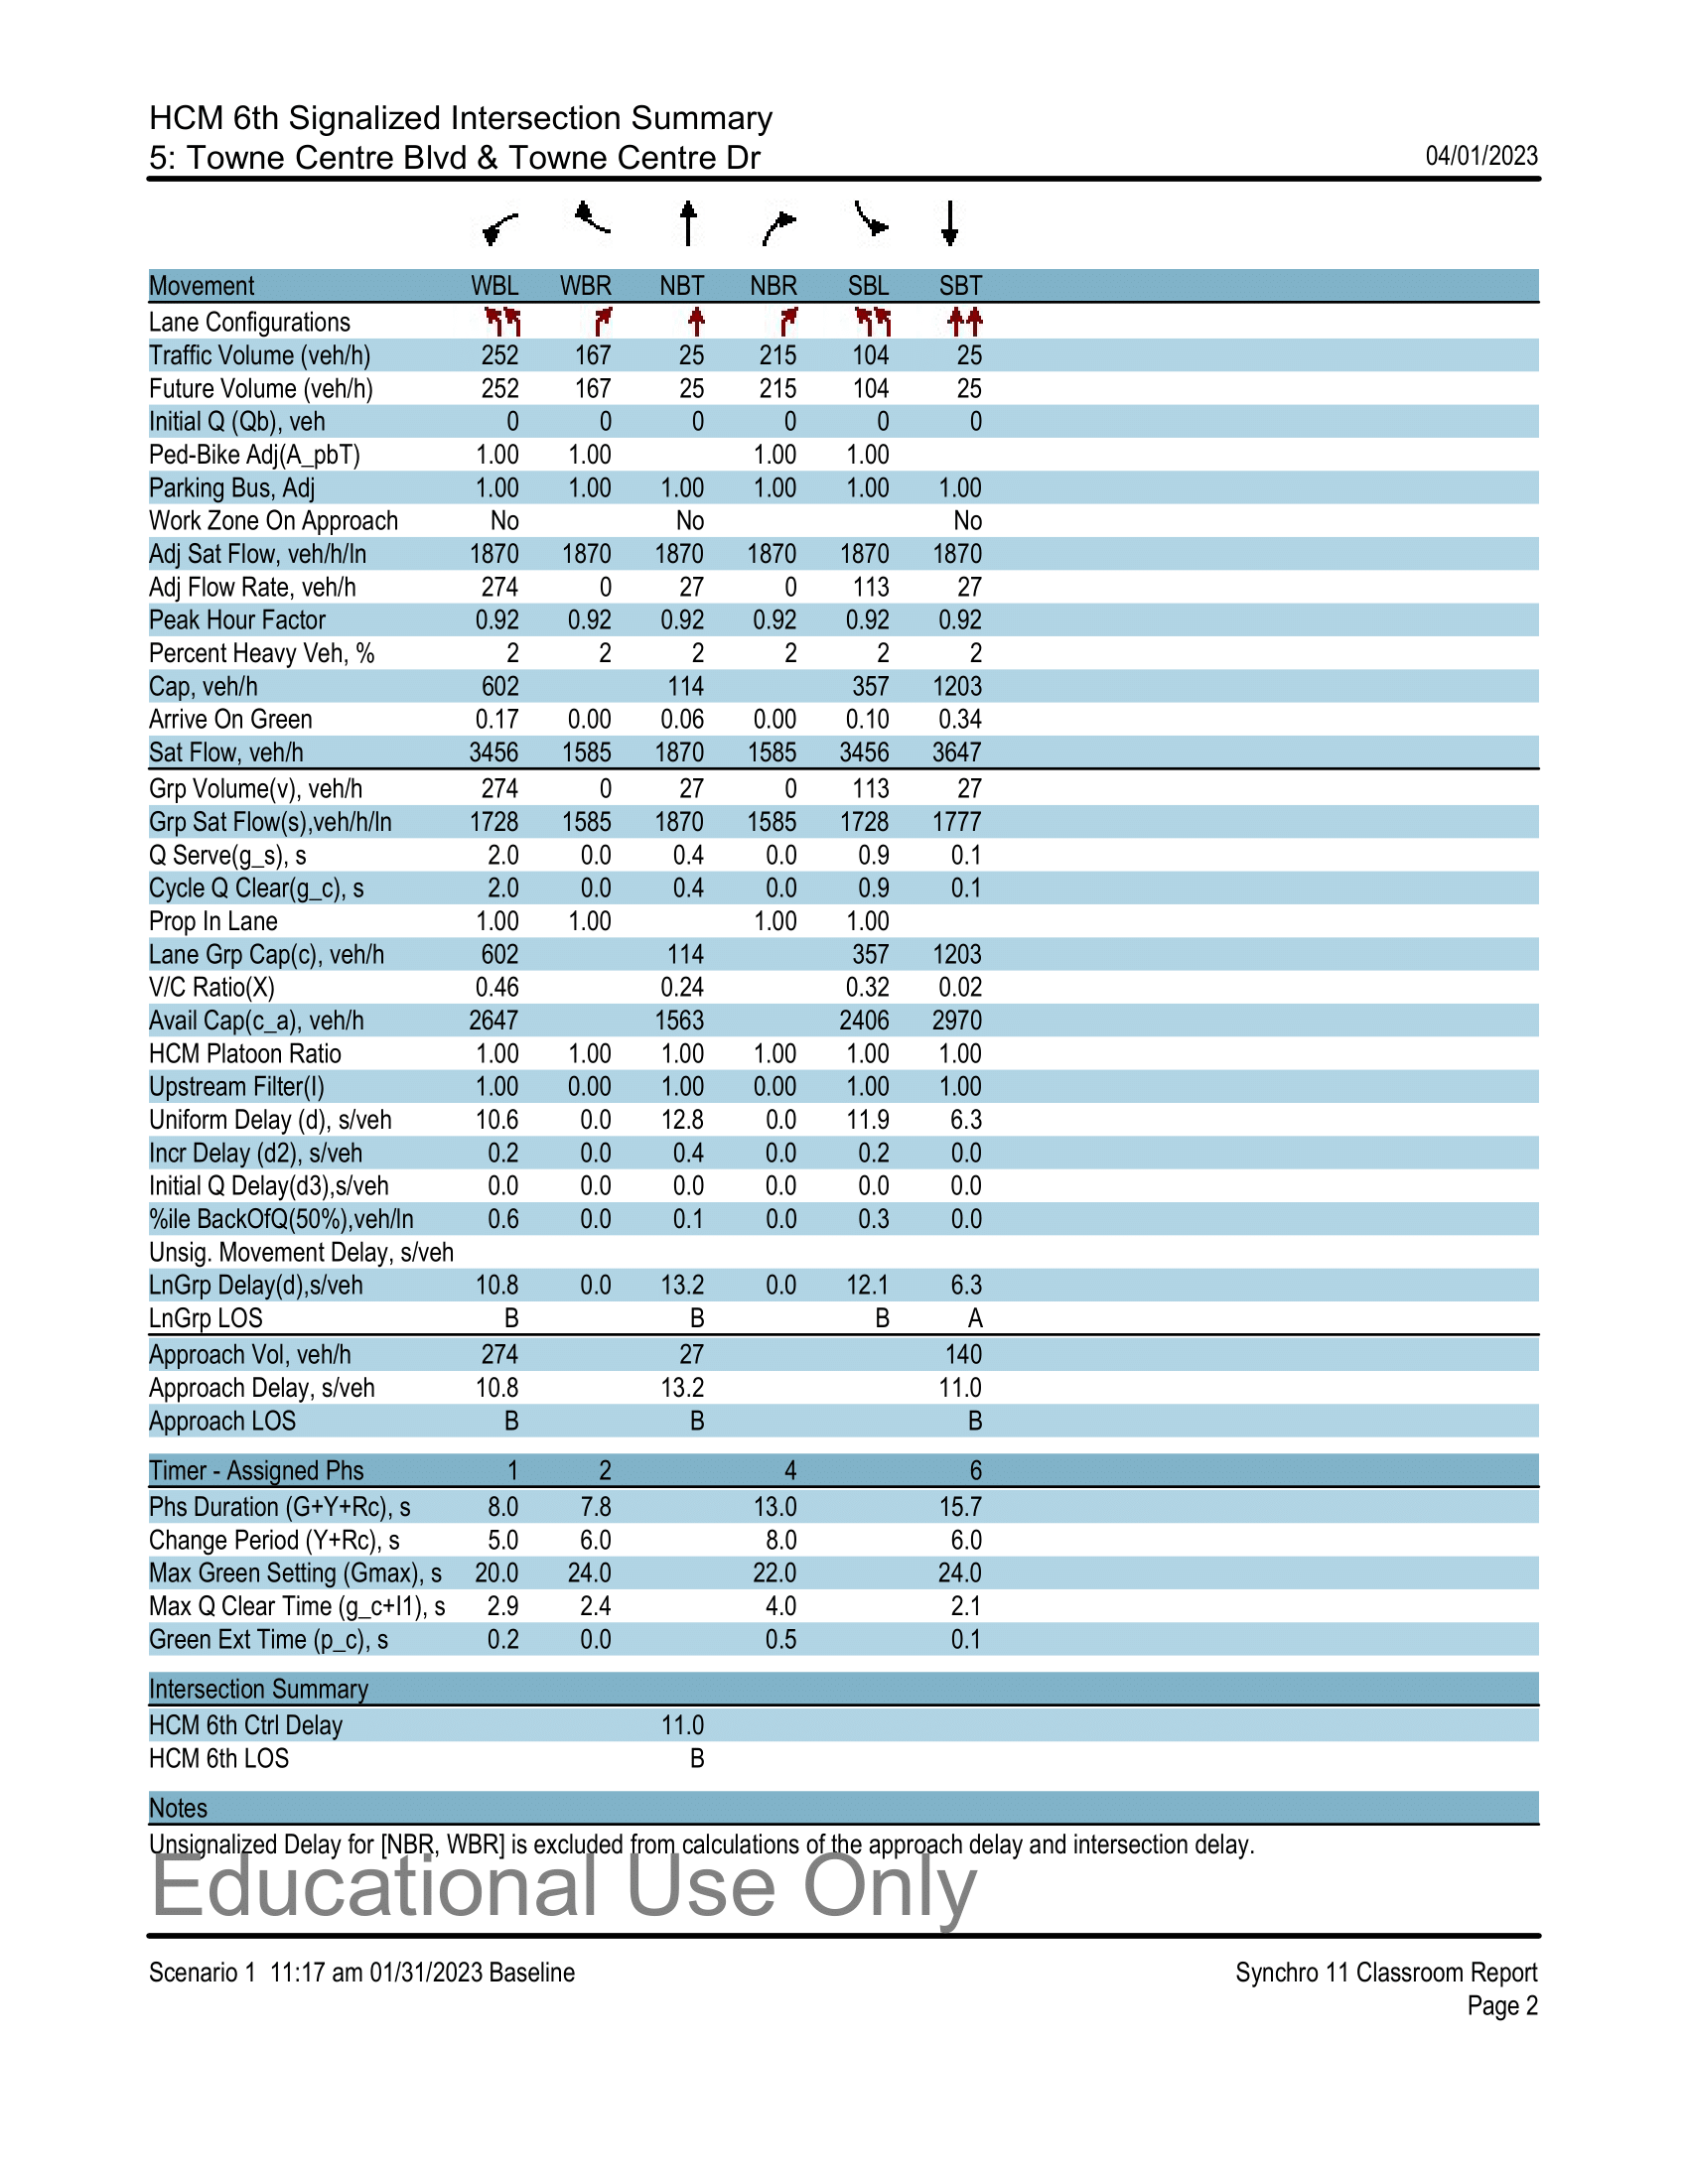 HCM 6th Signalized Intersection Summary
5: Towne Centre Blvd & Towne Centre Dr 04/01/2023
Movement WBL WBR NBT NBR SBL SBT
Lane Configurations
Traffic Volume (veh/h) 252 167 25 215 104 25
Future Volume (veh/h) 252 167 25 215 104 25
Initial Q (Qb), veh 0 0 0 0 0 0
Ped-Bike Adj(A_pbT) 1.00 1.00 1.00 1.00
Parking Bus, Adj 1.00 1.00 1.00 1.00 1.00 1.00
Work Zone On Approach No No No
Adj Sat Flow, veh/h/ln 1870 1870 1870 1870 1870 1870
Adj Flow Rate, veh/h 274 0 27 0 113 27
Peak Hour Factor 0.92 0.92 0.92 0.92 0.92 0.92
Percent Heavy Veh, % 2 2 2 2 2 2
Cap, veh/h 602 114 357 1203
Arrive On Green 0.17 0.00 0.06 0.00 0.10 0.34
Sat Flow, veh/h 3456 1585 1870 1585 3456 3647
Grp Volume(v), veh/h 274 0 27 0 113 27
Grp Sat Flow(s),veh/h/ln 1728 1585 1870 1585 1728 1777
Q Serve(g_s), s 2.0 0.0 0.4 0.0 0.9 0.1
Cycle Q Clear(g_c), s 2.0 0.0 0.4 0.0 0.9 0.1
Prop In Lane 1.00 1.00 1.00 1.00
Lane Grp Cap(c), veh/h 602 114 357 1203
V/C Ratio(X) 0.46 0.24 0.32 0.02
Avail Cap(c_a), veh/h 2647 1563 2406 2970
HCM Platoon Ratio 1.00 1.00 1.00 1.00 1.00 1.00
Upstream Filter(I) 1.00 0.00 1.00 0.00 1.00 1.00
Uniform Delay (d), s/veh 10.6 0.0 12.8 0.0 11.9 6.3
Incr Delay (d2), s/veh 0.2 0.0 0.4 0.0 0.2 0.0
Initial Q Delay(d3),s/veh 0.0 0.0 0.0 0.0 0.0 0.0
%ile BackOfQ(50%),veh/ln 0.6 0.0 0.1 0.0 0.3 0.0
Unsig. Movement Delay, s/veh
LnGrp Delay(d),s/veh 10.8 0.0 13.2 0.0 12.1 6.3
LnGrp LOS B B B A
Approach Vol, veh/h 274 27 140
Approach Delay, s/veh 10.8 13.2 11.0
Approach LOS B B B
Timer - Assigned Phs 1 2 4 6
Phs Duration (G+Y+Rc), s 8.0 7.8 13.0 15.7
Change Period (Y+Rc), s 5.0 6.0 8.0 6.0
Max Green Setting (Gmax), s 20.0 24.0 22.0 24.0
Max Q Clear Time (g_c+I1), s 2.9 2.4 4.0 2.1
Green Ext Time (p_c), s 0.2 0.0 0.5 0.1
Intersection Summary
HCM 6th Ctrl Delay 11.0
HCM 6th LOS B
Notes
Unsignalized Delay for [NBR, WBR] is excluded from calculations of the approach delay and intersection delay.
Educational Use Only
Scenario 1 11:17 am 01/31/2023 Baseline Synchro 11 Classroom Report
Page 2